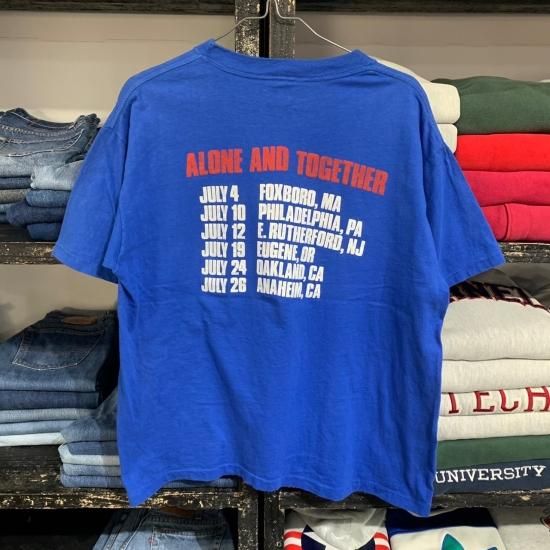 ALONE AND TOGETHER
JULY 4 FOXBORO, MA
JULY 10 PHILADELPHIA, PA
JULY 12 E. RUTHERFORD, NJ
JULY 19 EUGENE, OR
JULY 24 OAKLAND, CA
JULY 26 ANAHEIM, CA
TECH
UNIVERSITY